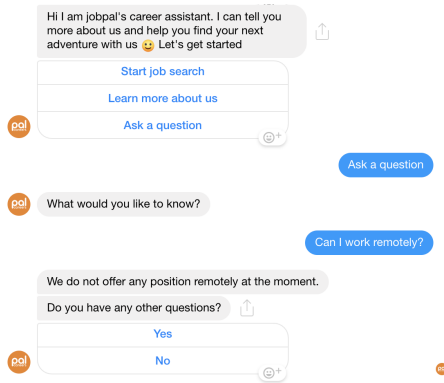 Hi I am jobpal's career assistant. I can tell you
more about us and help you find your next
adventure with us 😀 Let's get started
Start job search
Learn more about us
Ask a question
pal
Ask a question
pal
What would you like to know?
Can I work remotely?
We do not offer any position remotely at the moment.
Do you have any other questions?
Yes
No
pal